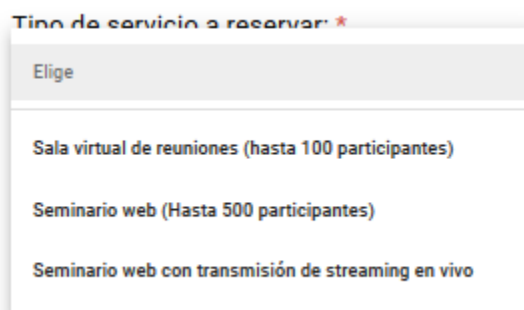 Tipo de servicio a reservar: *
Elige
Sala virtual de reuniones (hasta 100 participantes)
Seminario web (Hasta 500 participantes)
Seminario web con transmisión de streaming en vivo